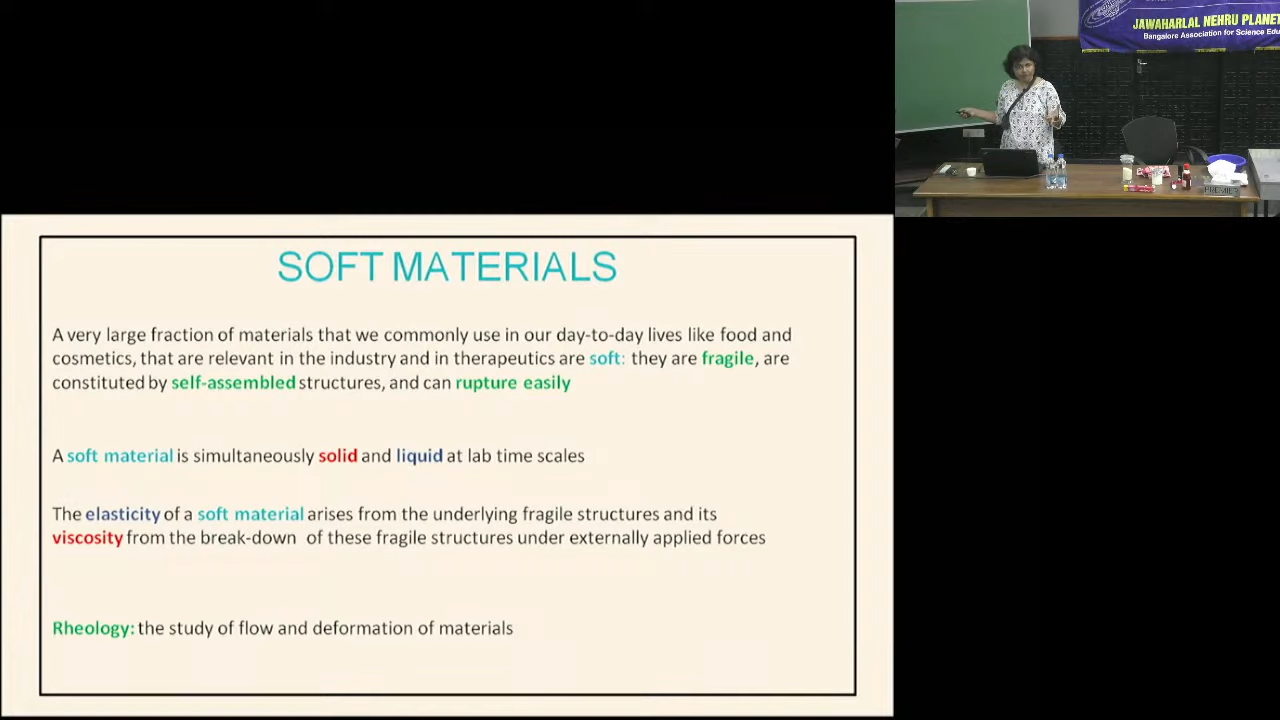 JAWAHARLAL NEHRU PLANET
Bangalore Association for Science Edu
PREMIER
SOFT MATERIALS
A very large fraction of materials that we commonly use in our day-to-day lives like food and
cosmetics, that are relevant in the industry and in therapeutics are soft: they are fragile, are
constituted by self-assembled structures, and can rupture easily
A soft material is simultaneously solid and liquid at lab time scales
The elasticity of a soft material arises from the underlying fragile structures and its
viscosity from the break-down of these fragile structures under externally applied forces
Rheology: the study of flow and deformation of materials